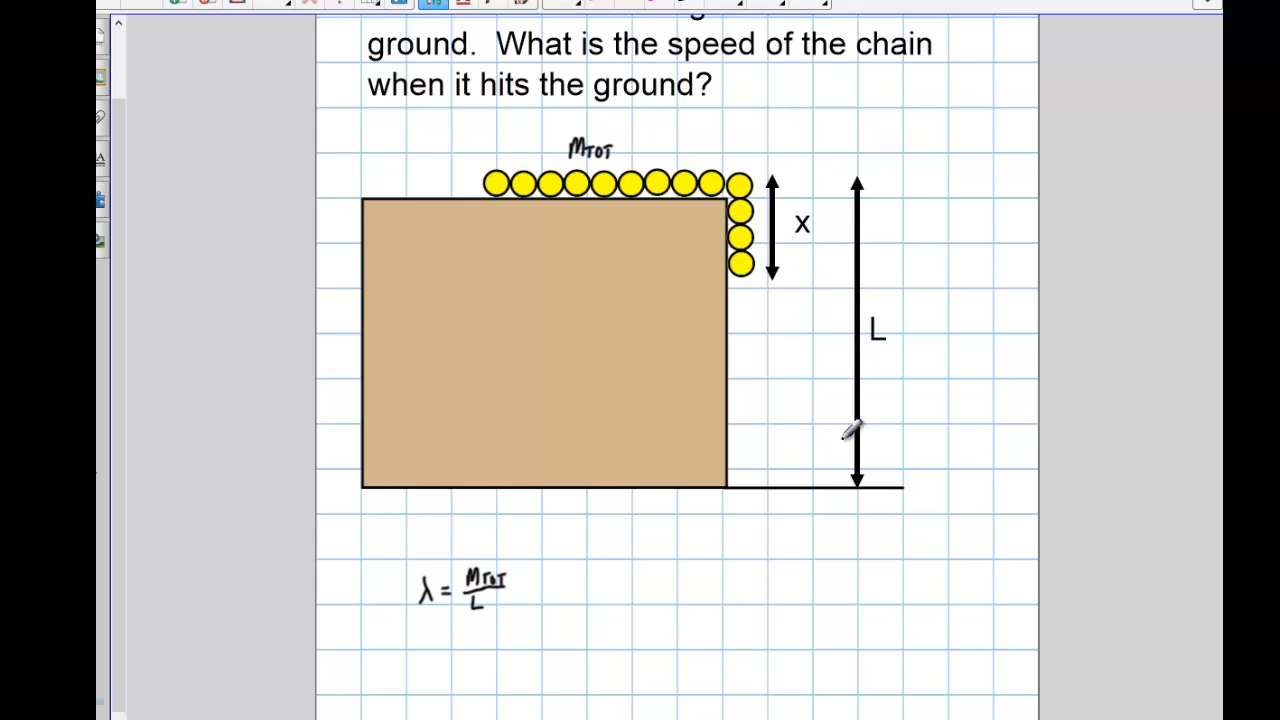 ground. What is the speed of the chain
when it hits the ground?
MTOT
x
L
λ = MTOT
L